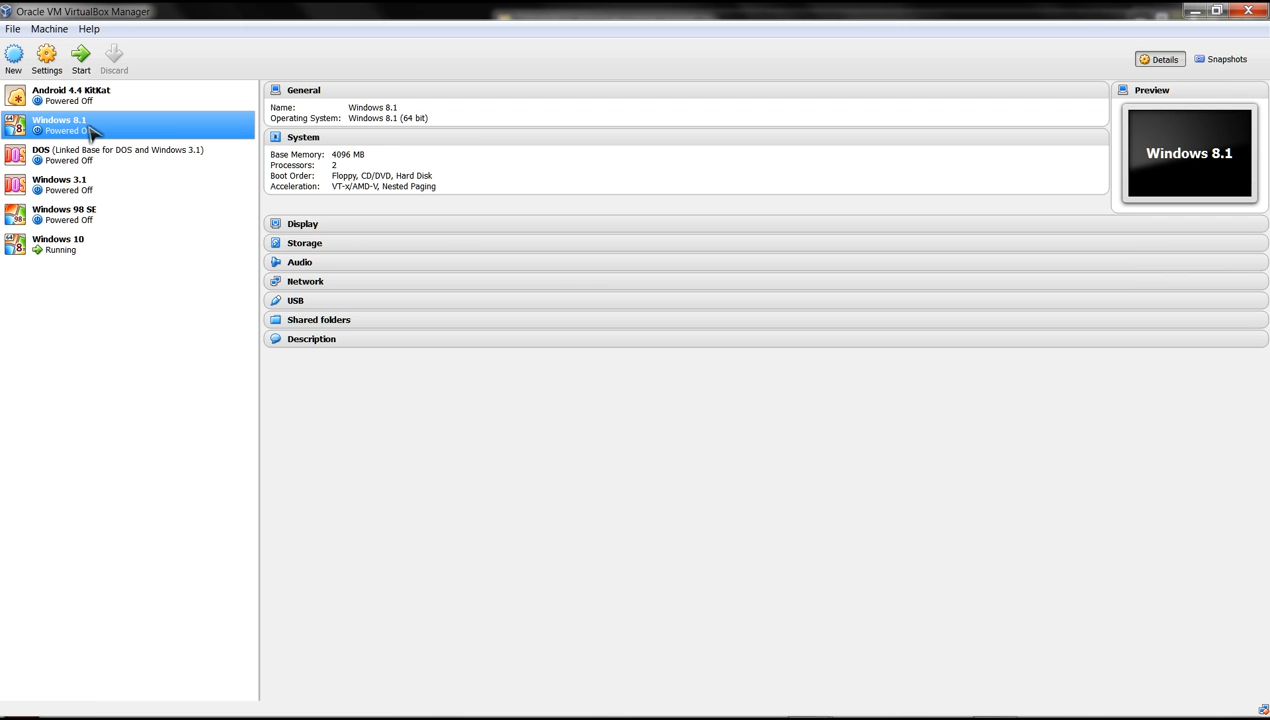 Oracle VM VirtualBox Manager
File Machine Help
New Settings Start Discard
Details Snapshots
Android 4.4 KitKat
Powered Off
Windows 8.1
Powered
DOS (Linked Base for DOS and Windows 3.1)
Powered Off
Windows 3.1
Powered Off
Windows 98 SE
Powered Off
Windows 10
Running
General
Name: Windows 8.1
Operating System: Windows 8.1 (64 bit)
System
Base Memory: 4096 MB
Processors: 2
Boot Order: Floppy, CD/DVD, Hard Disk
Acceleration: VT-x/AMD-V, Nested Paging
Display
Storage
Audio
Network
USB
Shared folders
Description
Preview
Windows 8.1